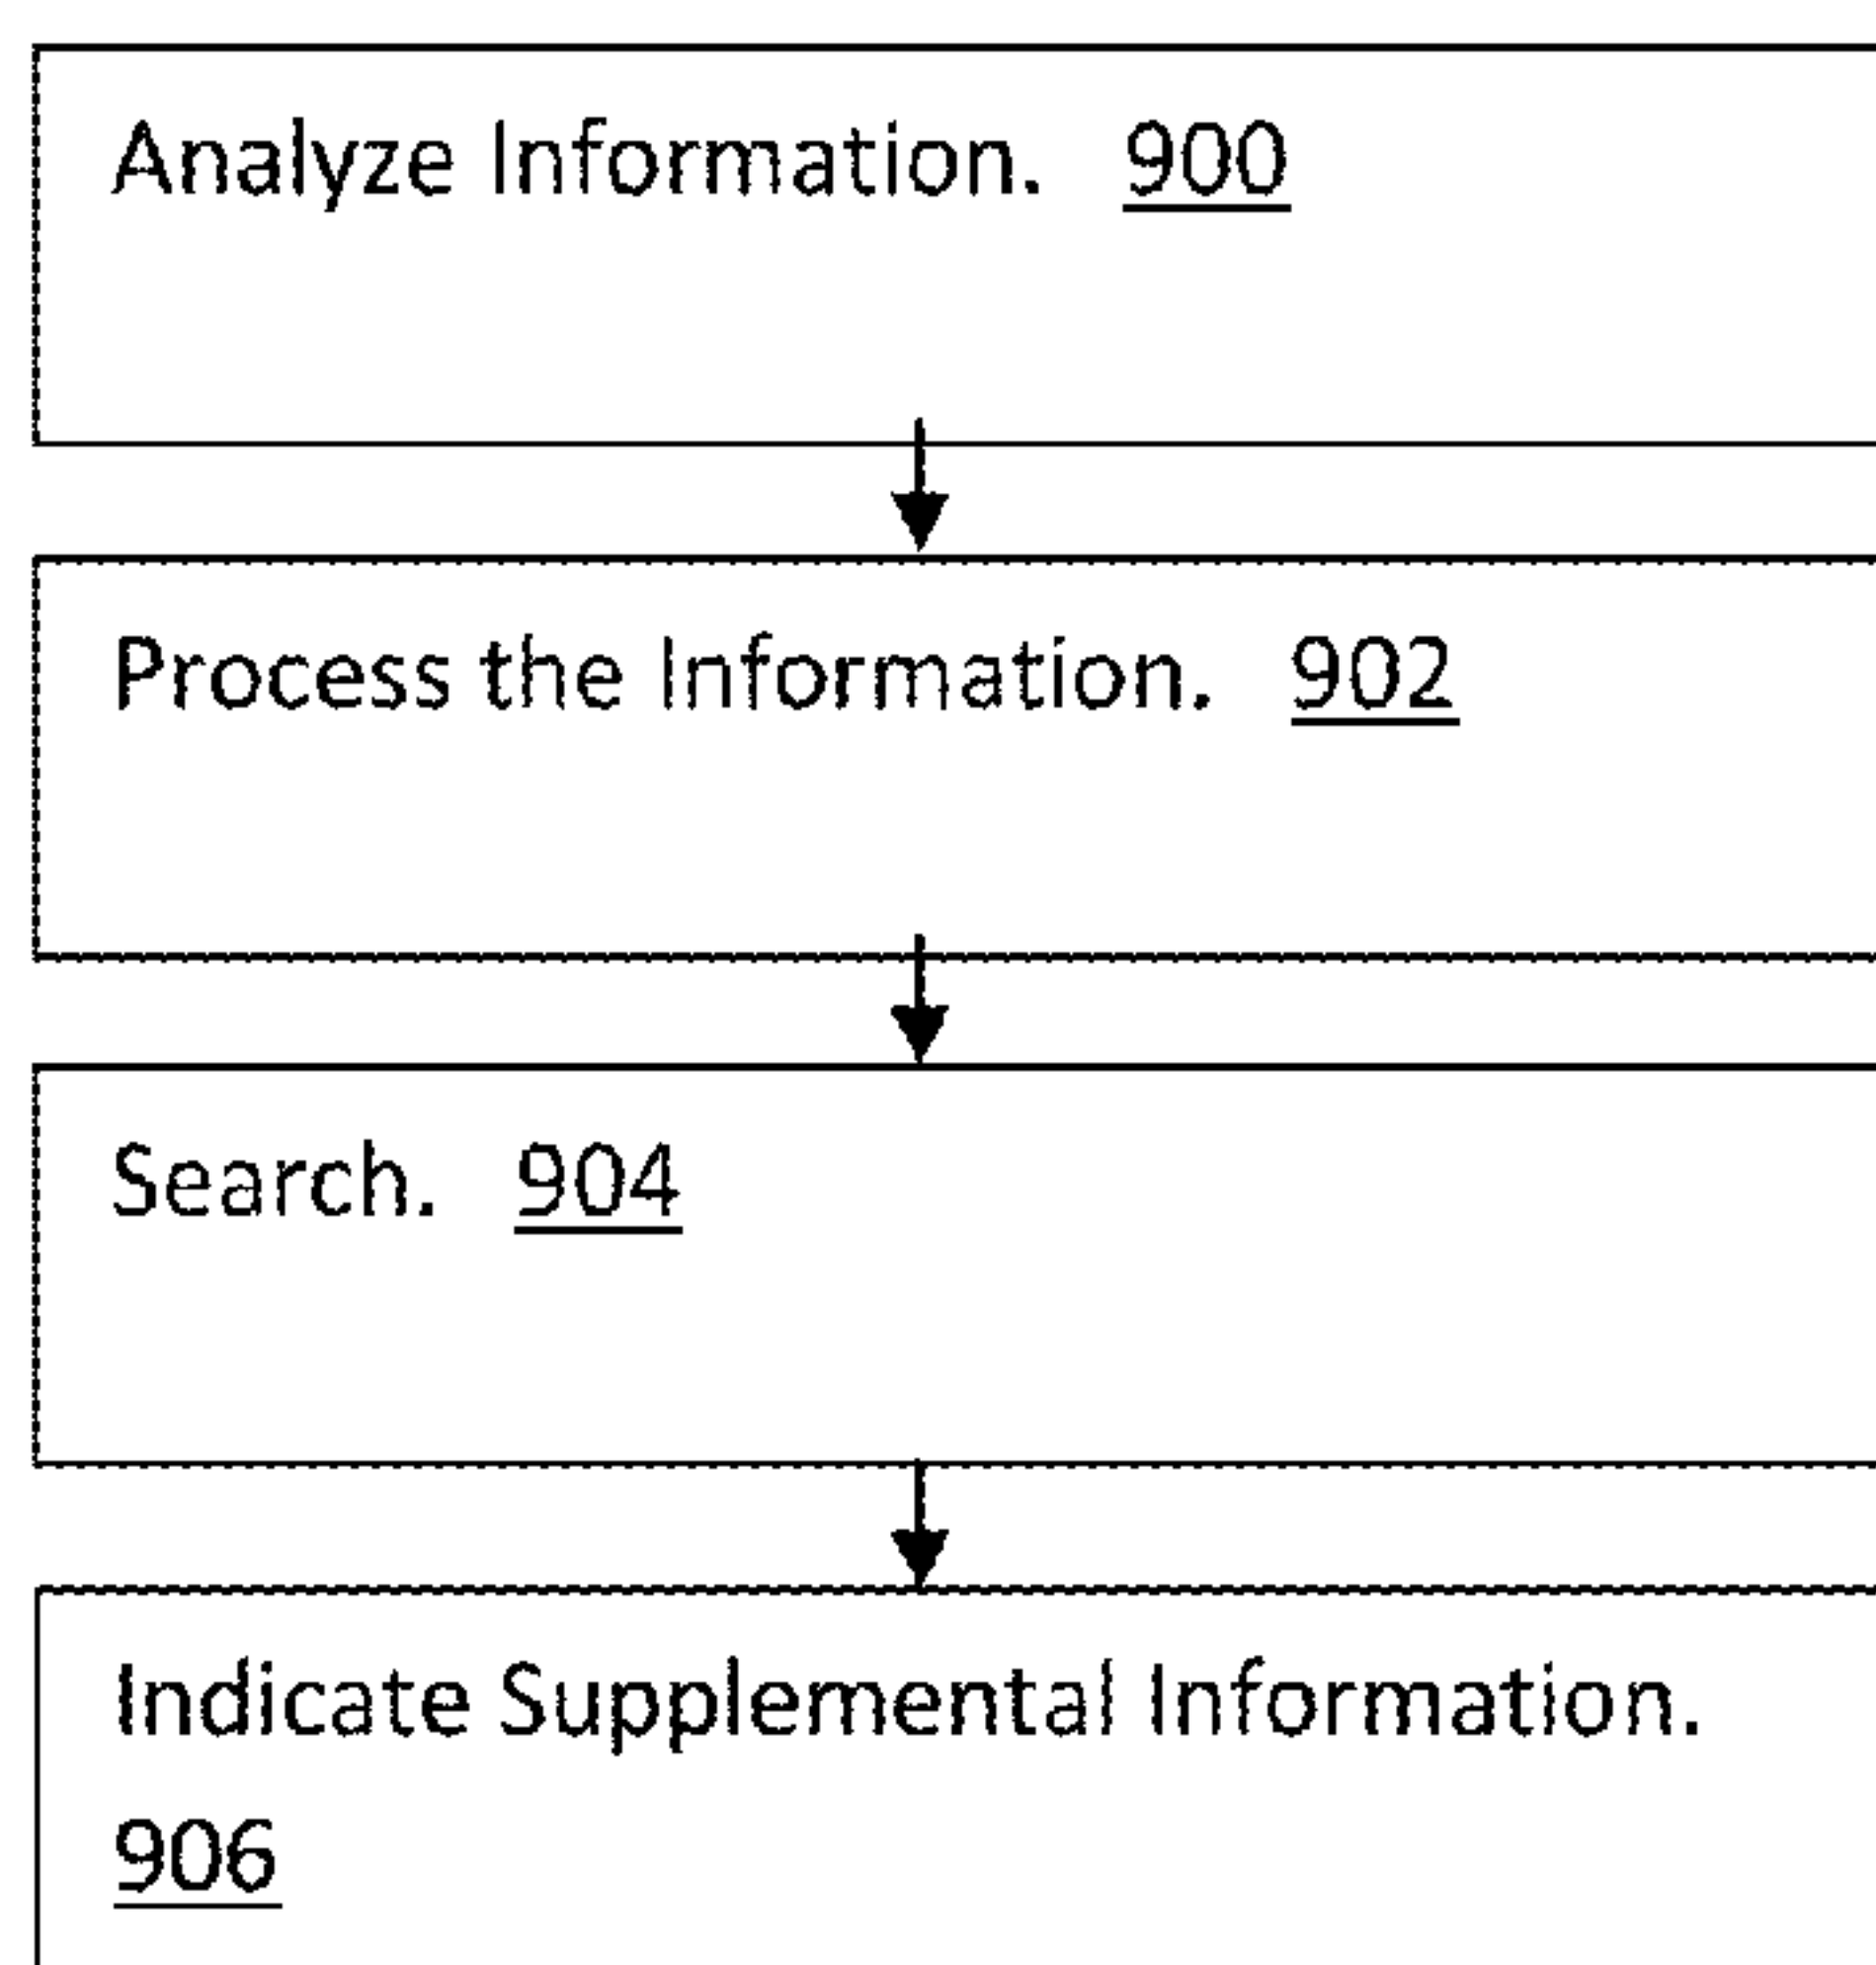 Analyze Information. 900
Process the Information. 902
Search. 904
Indicate Supplemental Information.
906